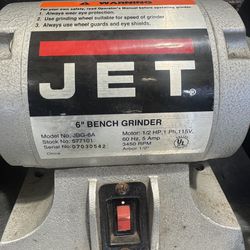 WARNING
For your own safety, read Operator's Manual before operating grinder
1. Always wear eye protection.
2. Use grinding wheel suitable for speed of grinder
3. Always use wheel guards and eye shields.
JET
6" BENCH GRINDER
Model No. JBG-6A
Stock No. 577101
Serial No. 07030542
China
Motor: 1/2 HP, 1 Ph, 115V,
60 Hz, 5 Amp
3450 RPM
Arbor: 1/2"
UL